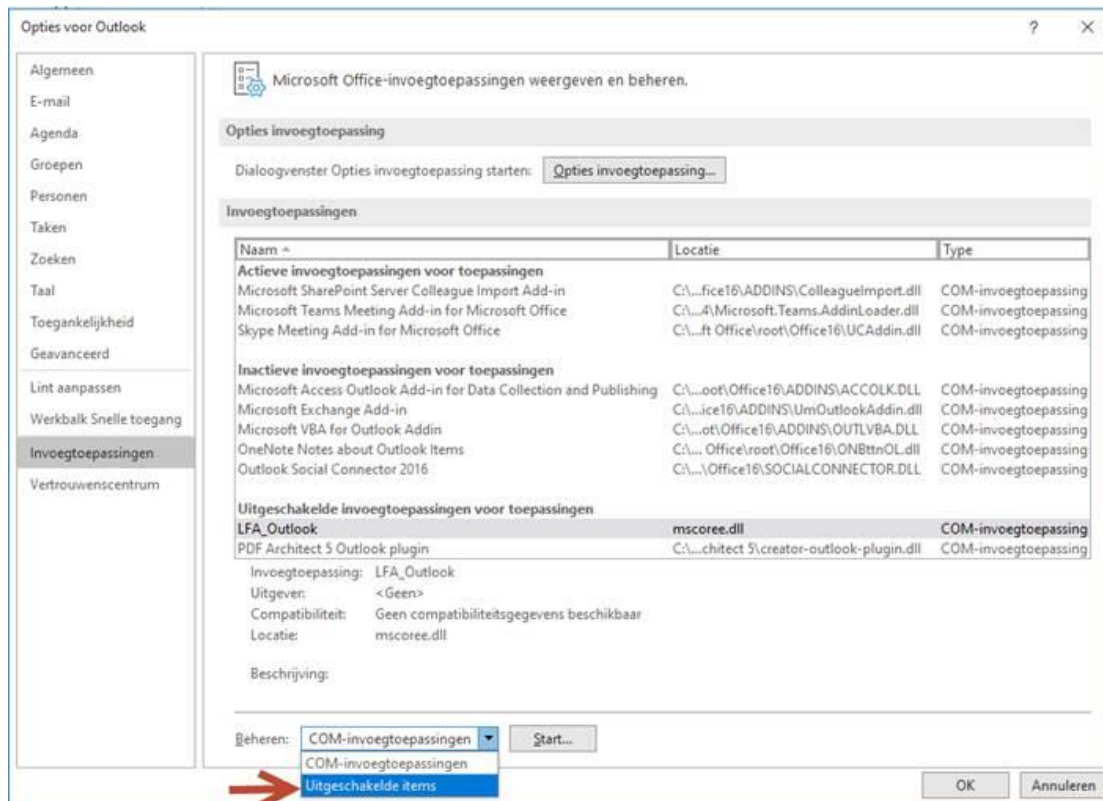 Opties voor Outlook ? ×
Algemeen
E-mail
Agenda
Groepen
Personen
Taken
Zoeken
Taal
Toegankelijkheid
Geavanceerd
Lint aanpassen
Werkbalk Snelle toegang
Invoegtoepassingen
Vertrouwenscentrum
Microsoft Office-invoegtoepassingen weergeven en beheren.
Opties invoegtoepassing
Dialoogvenster Opties invoegtoepassing starten: Opties invoegtoepassing...
Invoegtoepassingen
Naam Locatie Type
Actieve invoegtoepassingen voor toepassingen
Microsoft SharePoint Server Colleague Import Add-in C:\...fice16\ADDINS\ColleagueImport.dll COM-invoegtoepassing
Microsoft Teams Meeting Add-in for Microsoft Office C:\...4\Microsoft.Teams.AddinLoader.dll COM-invoegtoepassing
Skype Meeting Add-in for Microsoft Office C:\...ft Office\root\Office16\UCAddin.dll COM-invoegtoepassing
Inactieve invoegtoepassingen voor toepassingen
Microsoft Access Outlook Add-in for Data Collection and Publishing C:\...oot\Office16\ADDINS\ACCOLK.DLL COM-invoegtoepassing
Microsoft Exchange Add-in C:\...ice16\ADDINS\UmOutlookAddin.dll COM-invoegtoepassing
Microsoft VBA for Outlook Addin C:\...ot\Office16\ADDINS\OUTLVBA.DLL COM-invoegtoepassing
OneNote Notes about Outlook Items C:\... Office\root\Office16\ONBttnOL.dll COM-invoegtoepassing
Outlook Social Connector 2016 C:\...\Office16\SOCIALCONNECTOR.DLL COM-invoegtoepassing
Uitgeschakelde invoegtoepassingen voor toepassingen
LFA_Outlook mscoree.dll COM-invoegtoepassing
PDF Architect 5 Outlook plugin C:\...chitect 5\creator-outlook-plugin.dll COM-invoegtoepassing
Invoegtoepassing: LFA_Outlook
Uitgever: <Geen>
Compatibiliteit: Geen compatibiliteitsgegevens beschikbaar
Locatie: mscoree.dll
Beschrijving:
Beheren: COM-invoegtoepassingen Start...
COM-invoegtoepassingen
Uitgeschakelde items
OK Annuleren